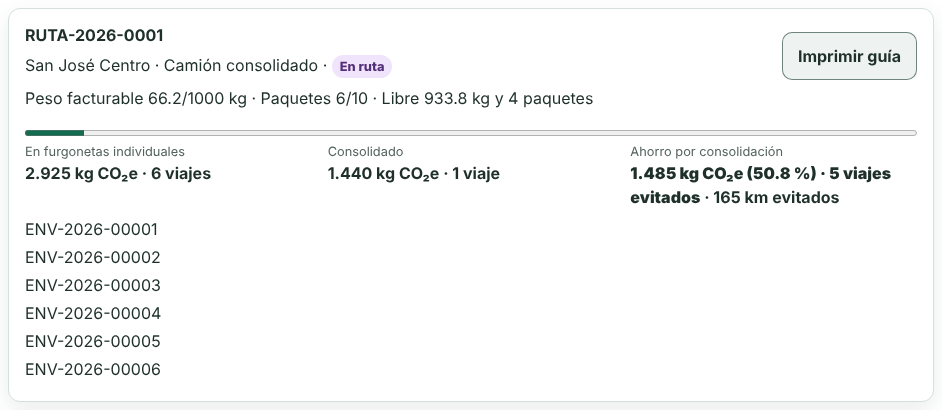 RUTA-2026-0001
San José Centro · Camión consolidado · En ruta
Imprimir guía
Peso facturable 66.2/1000 kg · Paquetes 6/10 · Libre 933.8 kg y 4 paquetes
En furgonetas individuales
2.925 kg CO₂e · 6 viajes
Consolidado
1.440 kg CO₂e · 1 viaje
Ahorro por consolidación
1.485 kg CO₂e (50.8 %) · 5 viajes
evitados · 165 km evitados
ENV-2026-00001
ENV-2026-00002
ENV-2026-00003
ENV-2026-00004
ENV-2026-00005
ENV-2026-00006